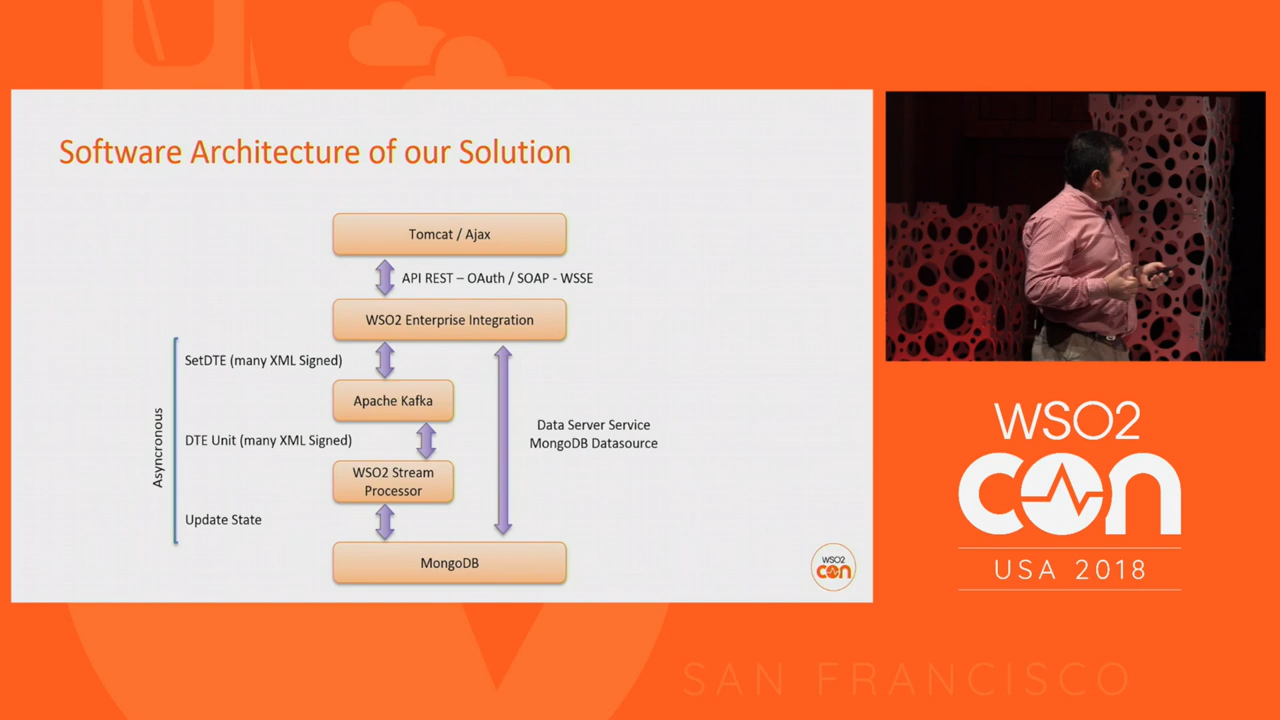 Software Architecture of our Solution
Tomcat / Ajax
API REST – OAuth / SOAP - WSSE
WSO2 Enterprise Integration
SetDTE (many XML Signed)
Apache Kafka
Asyncronous
Data Server Service
MongoDB Datasource
DTE Unit (many XML Signed)
WSO2 Stream
Processor
Update State
MongoDB
WSO2
CON
WSO2
CON
USA 2018
SAN FRANCISCO